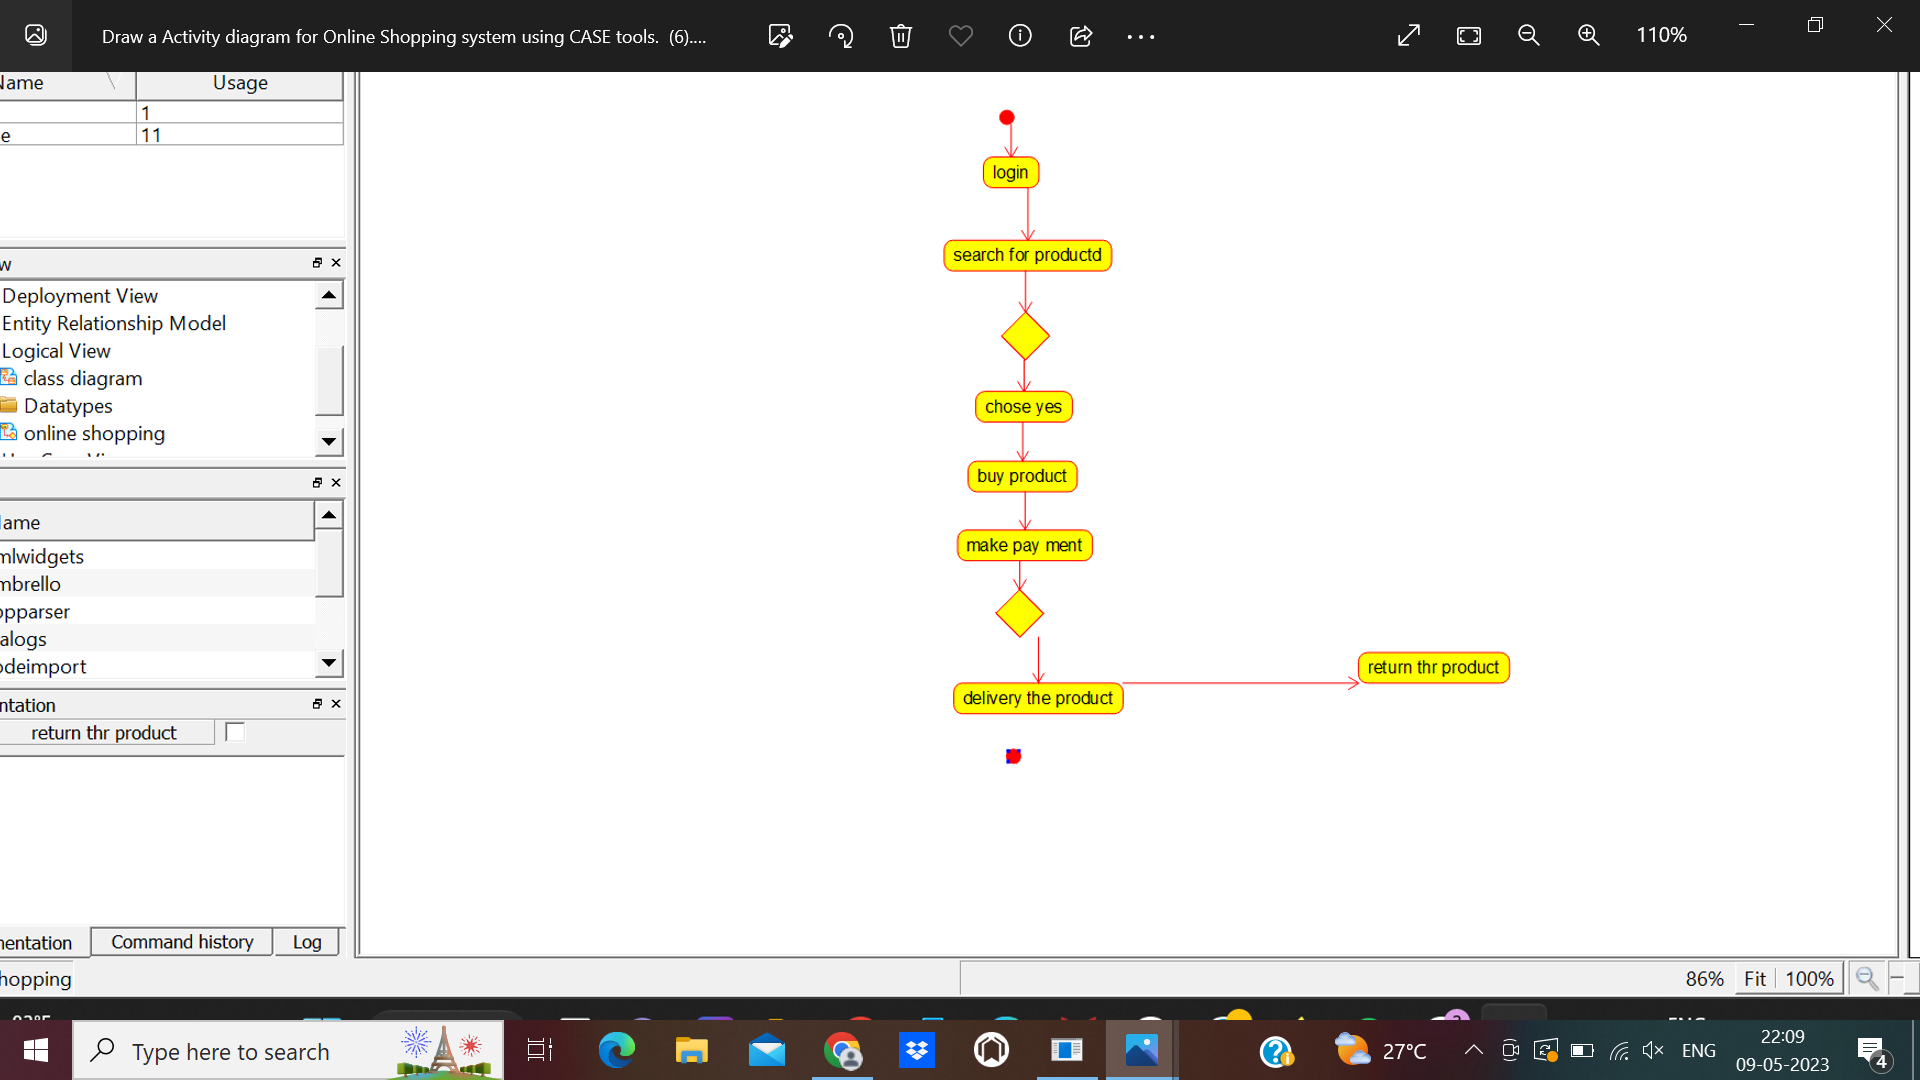 Draw a Activity diagram for Online Shopping system using CASE tools. (6)....
110%
Name
Usage
1
e
11
w
Deployment View
Entity Relationship Model
Logical View
class diagram
Datatypes
online shopping
ame
mlwidgets
mbrello
opparser
alogs
odeimport
ntation
return thr product
login
search for productd
chose yes
buy product
make pay ment
delivery the product
return thr product
nentation
Command history
Log
hopping
86%
Fit
100%
Type here to search
27°C
ENG
22:09
09-05-2023
4